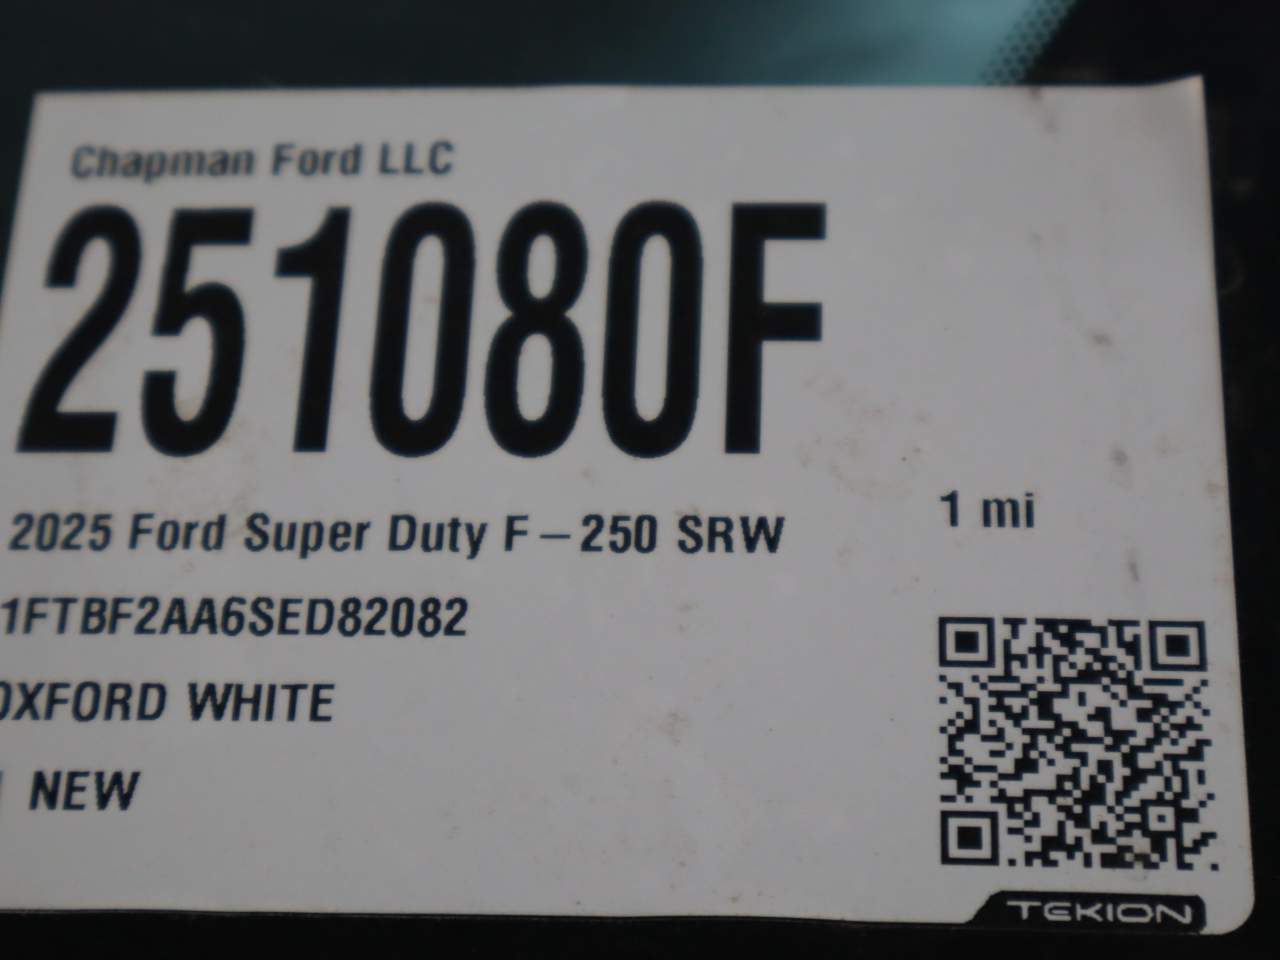 Chapman Ford LLC
251080F
2025 Ford Super Duty F-250 SRW
1 mi
1FTBF2AA6SED82082
OXFORD WHITE
NEW
TEKION